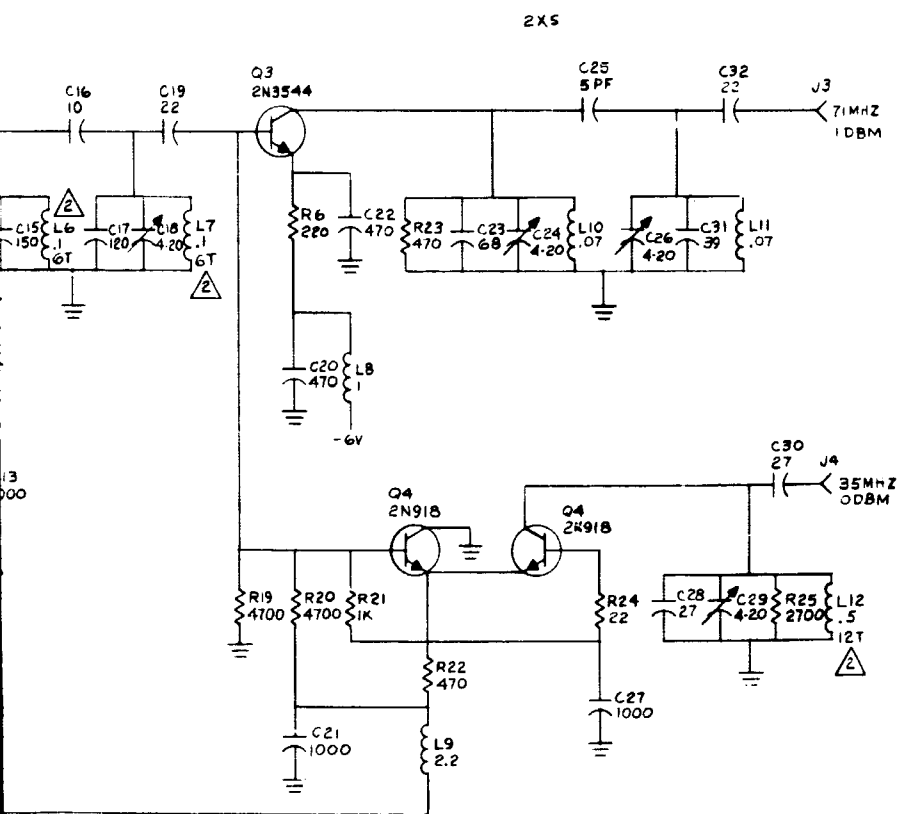 2X5
Q3
2N3544
C16
10
C19
22
C25
5PF
C32
22
J3
71MHZ
1DBM
2
C15
150
L6
.1
6T
C17
120
C18
4-20
L7
.1
6T
2
R6
220
C22
470
R23
470
C23
68
C24
4-20
L10
.07
C26
4-20
C31
39
L11
.07
C20
470
L8
1
-6V
13
000
Q4
2N918
Q4
2N918
C30
27
J4
35MHZ
0DBM
R19
4700
R20
4700
R21
1K
R24
22
C28
27
C29
4-20
R25
2700
L12
.5
12T
2
R22
470
C27
1000
C21
1000
L9
2.2